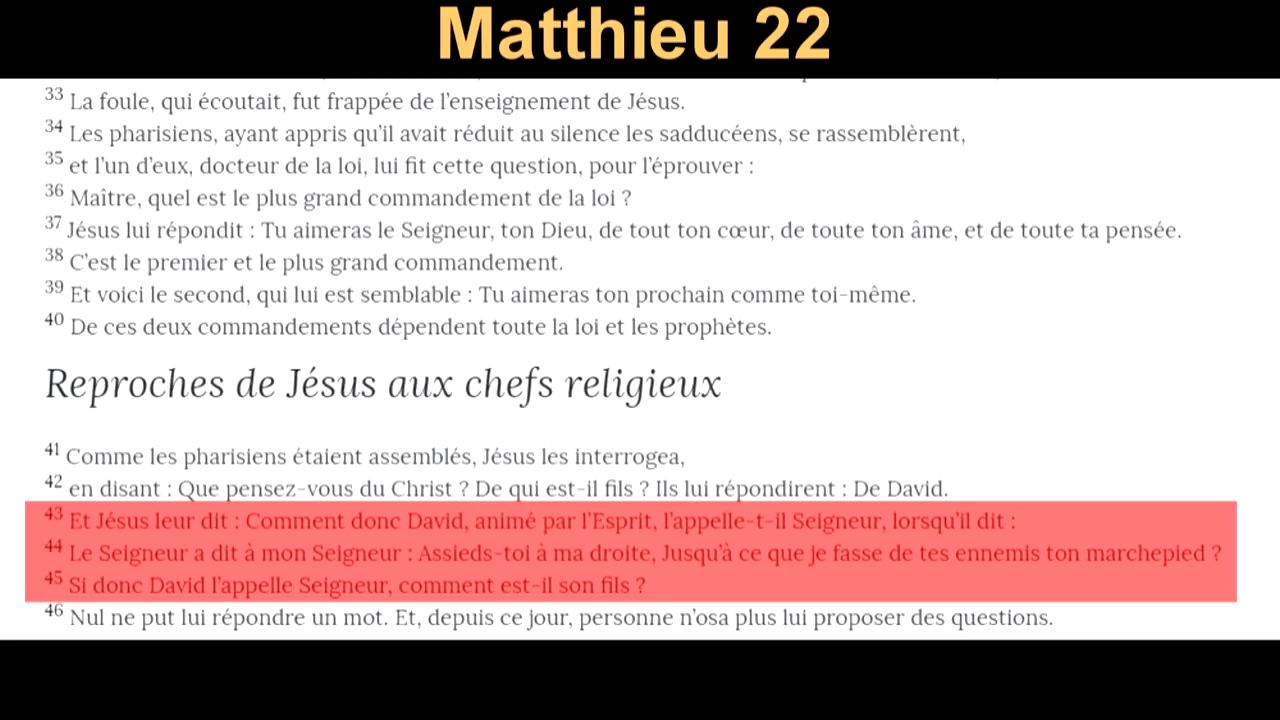 Matthieu 22
33 La foule, qui écoutait, fut frappée de l'enseignement de Jésus.
34 Les pharisiens, ayant appris qu'il avait réduit au silence les sadducéens, se rassemblèrent,
35 et l'un d'eux, docteur de la loi, lui fit cette question, pour l'éprouver :
36 Maître, quel est le plus grand commandement de la loi ?
37 Jésus lui répondit : Tu aimeras le Seigneur, ton Dieu, de tout ton cœur, de toute ton âme, et de toute ta pensée.
38 C'est le premier et le plus grand commandement.
39 Et voici le second, qui lui est semblable : Tu aimeras ton prochain comme toi-même.
40 De ces deux commandements dépendent toute la loi et les prophètes.
Reproches de Jésus aux chefs religieux
41 Comme les pharisiens étaient assemblés, Jésus les interrogea,
42 en disant : Que pensez-vous du Christ ? De qui est-il fils ? Ils lui répondirent : De David.
43 Et Jésus leur dit : Comment donc David, animé par l'Esprit, l'appelle-t-il Seigneur, lorsqu'il dit :
44 Le Seigneur a dit à mon Seigneur : Assieds-toi à ma droite, Jusqu'à ce que je fasse de tes ennemis ton marchepied ?
45 Si donc David l'appelle Seigneur, comment est-il son fils ?
46 Nul ne put lui répondre un mot. Et, depuis ce jour, personne n'osa plus lui proposer des questions.